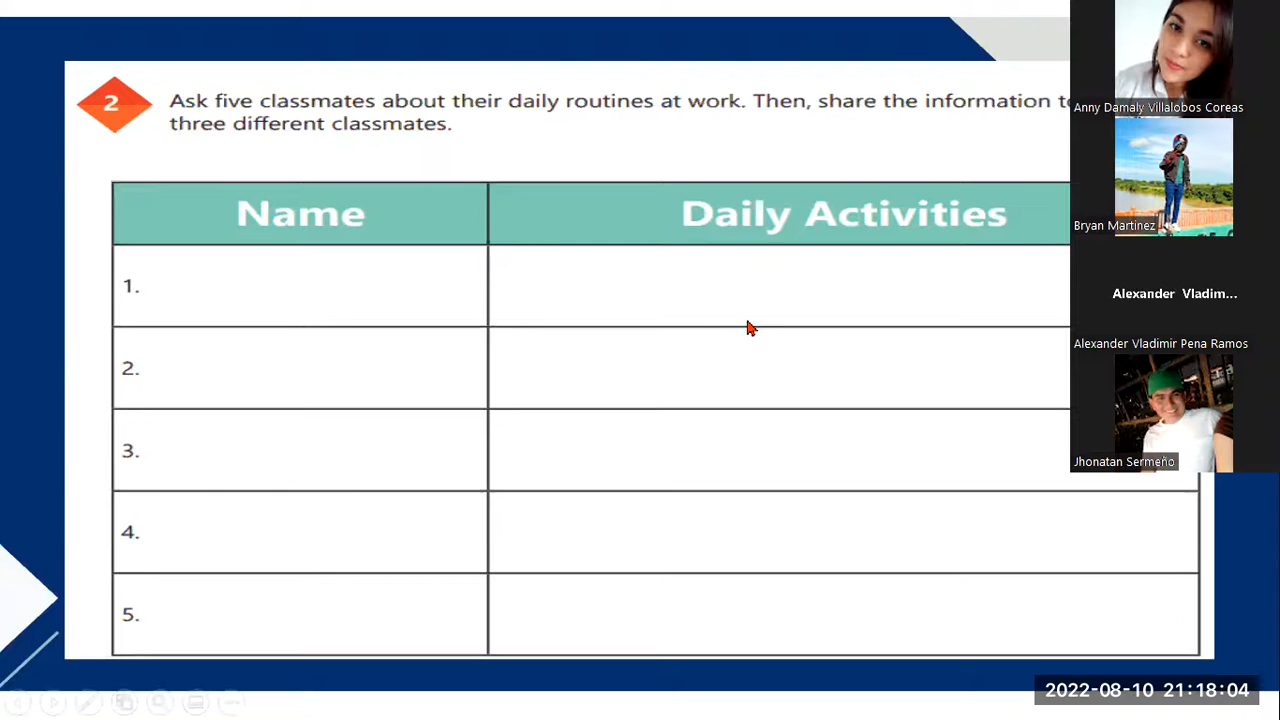 2
Ask five classmates about their daily routines at work. Then, share the information
three different classmates.
Name
Daily Activities
1.
2.
3.
4.
5.
Anny Damaly Villalobos Coreas
Bryan Martinez
Alexander Vladim...
Alexander Vladimir Pena Ramos
Jhonatan Sermeño
2022-08-10 21:18:04